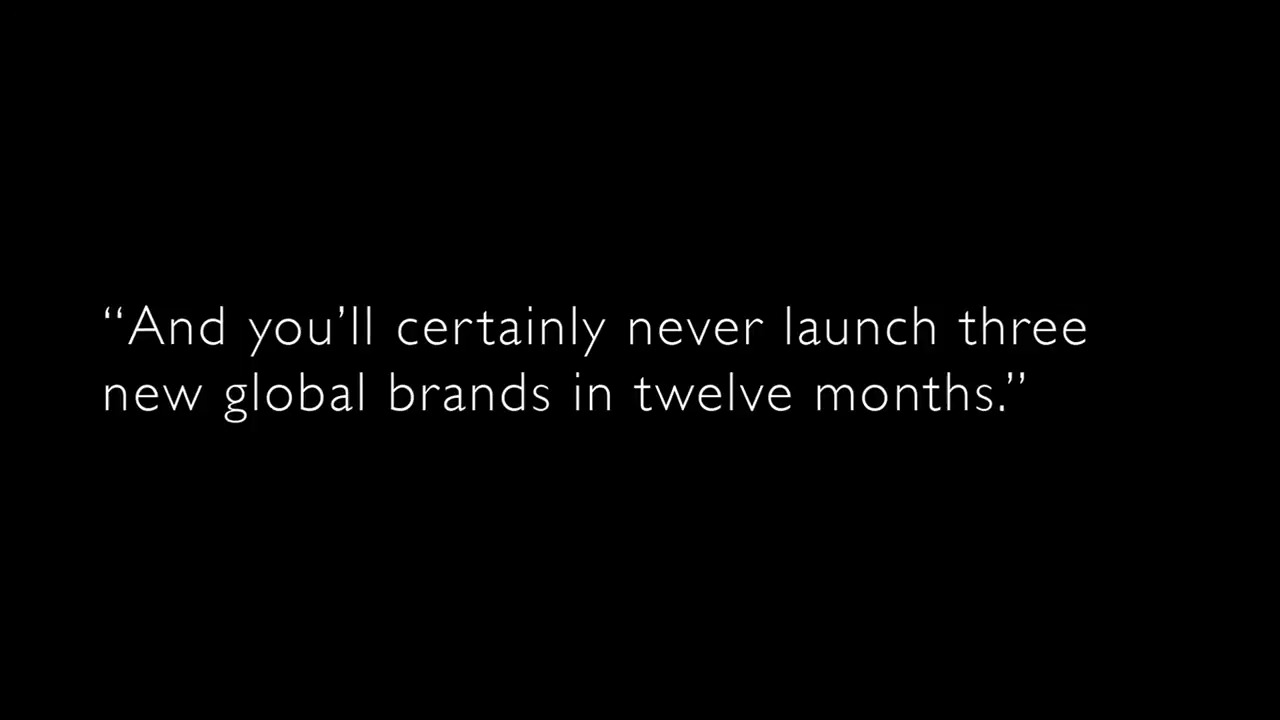 “And you’ll certainly never launch three
new global brands in twelve months.”